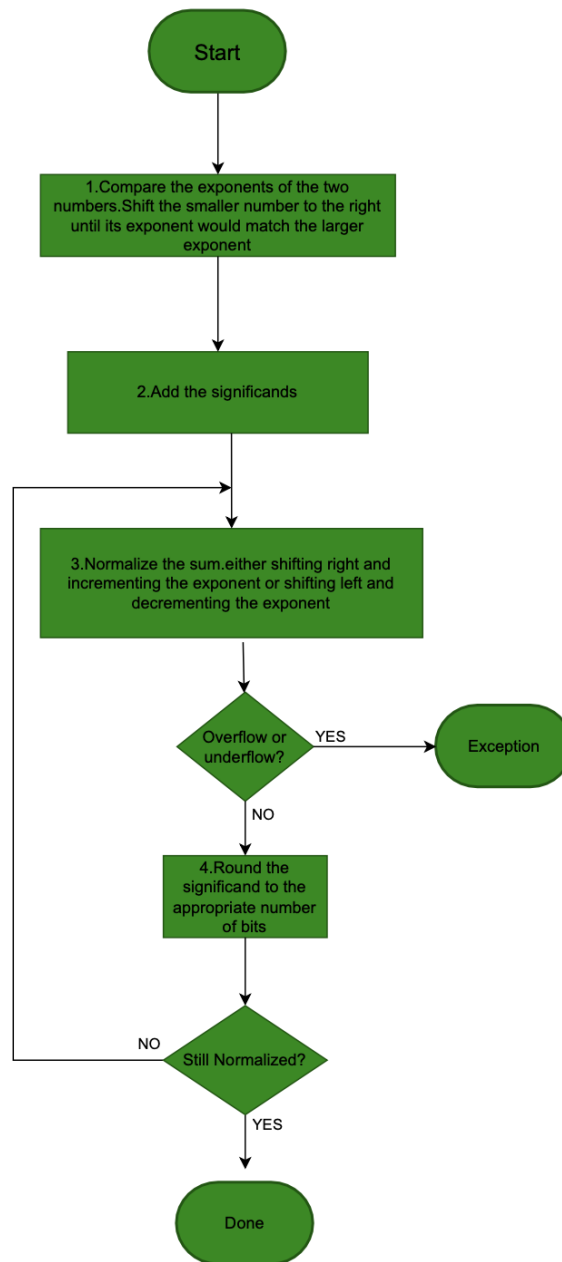 Start
1.Compare the exponents of the two
numbers.Shift the smaller number to the right
until its exponent would match the larger
exponent
2.Add the significands
3.Normalize the sum.either shifting right and
incrementing the exponent or shifting left and
decrementing the exponent
Overflow or
underflow?
YES
Exception
NO
4.Round the
significand to the
appropriate number
of bits
NO
Still Normalized?
YES
Done